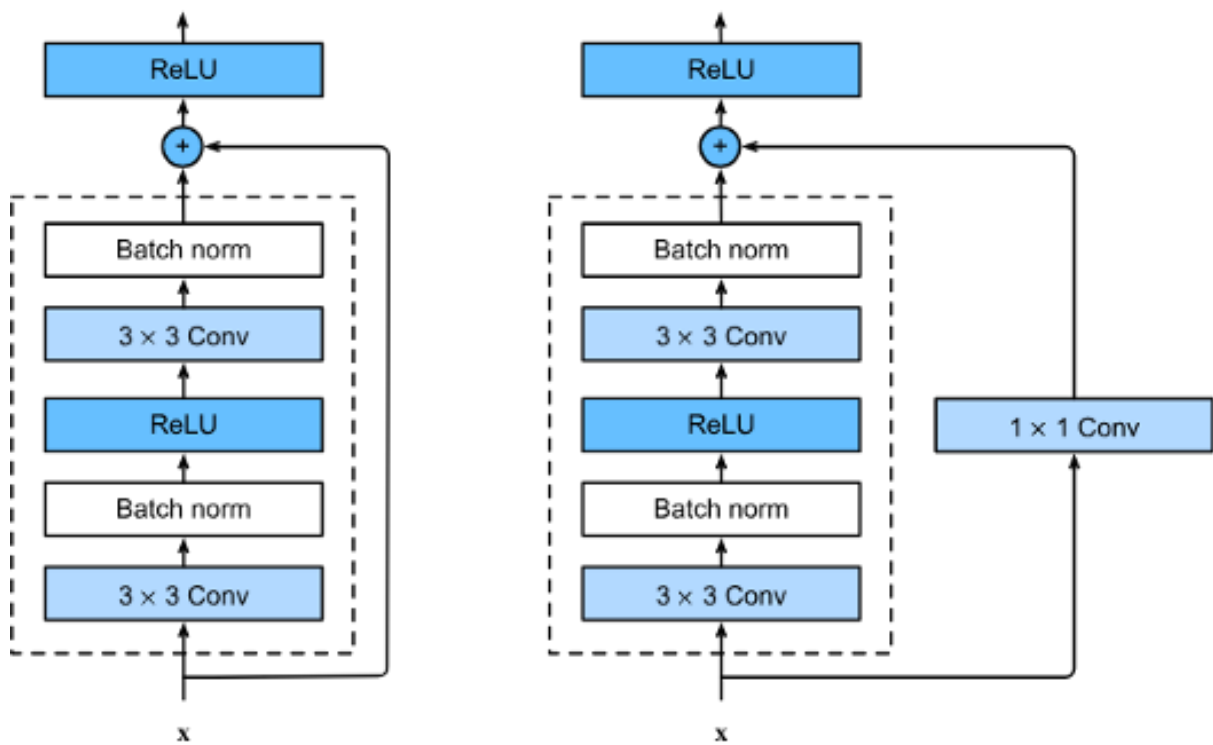 ReLU
+
Batch norm
3 × 3 Conv
ReLU
Batch norm
3 × 3 Conv
x
ReLU
+
Batch norm
3 × 3 Conv
ReLU
Batch norm
3 × 3 Conv
x
1 × 1 Conv